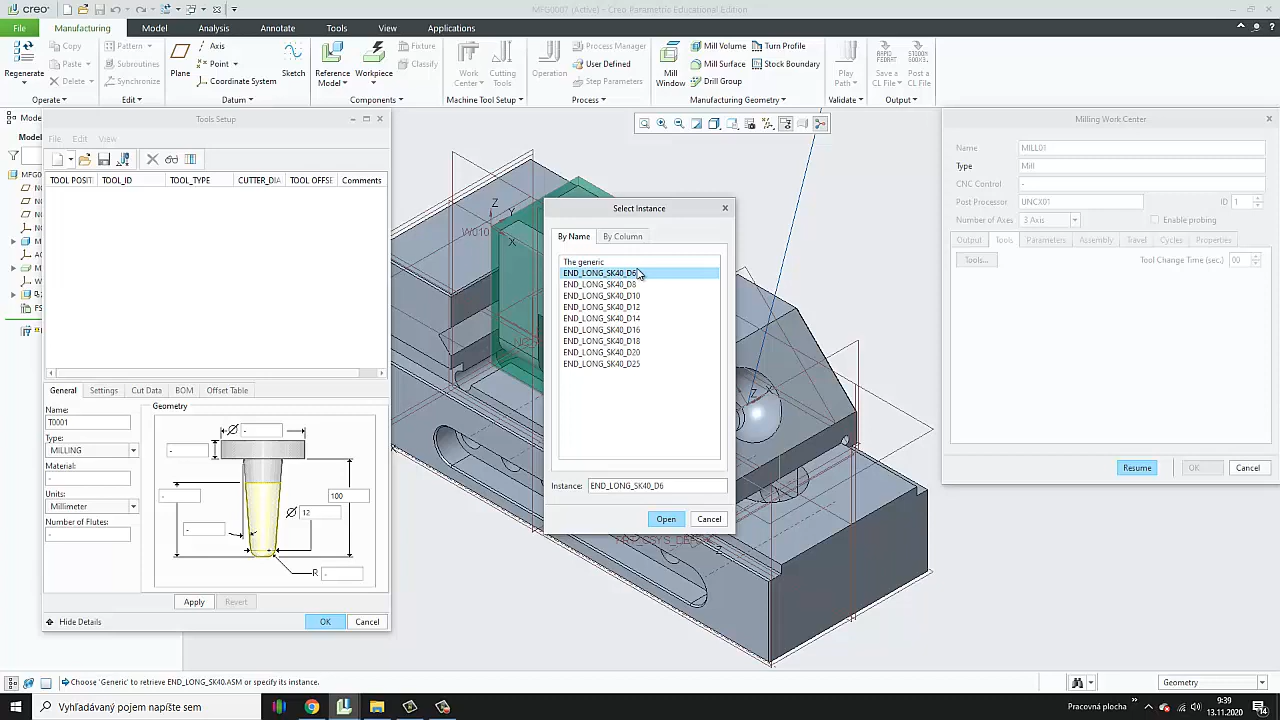 creo
MFG0007 (Active) - Creo Parametric Educational Edition
File Manufacturing Model Analysis Annotate Tools View Applications
Regenerate
Copy
Paste
Delete
Operate
Pattern
Subroutines
Synchronize
Edit
Plane
Axis
Point
Coordinate System
Sketch
Datum
Reference Model
Workpiece
Fixture
Classify
Components
Work Center
Cutting Tools
Machine Tool Setup
Operation
Process Manager
User Defined
Step Parameters
Process
Mill Window
Mill Volume
Mill Surface
Drill Group
Turn Profile
Stock Boundary
Manufacturing Geometry
Play Path
Validate
Save a CL File
Post a CL File
Output
Tools Setup
File Edit View
TOOL POSIT TOOL_ID TOOL_TYPE CUTTER_DIA TOOL OFFSE Comments
General Settings Cut Data BOM Offset Table
Name:
T0001
Type:
MILLING
Material:
-
Units:
Millimeter
Number of Flutes:
-
Geometry
Ø -
-
-
100
Ø 12
-
R -
Apply Revert
Hide Details
OK Cancel
Select Instance
By Name By Column
The generic
END_LONG_SK40_D6
END_LONG_SK40_D8
END_LONG_SK40_D10
END_LONG_SK40_D12
END_LONG_SK40_D14
END_LONG_SK40_D16
END_LONG_SK40_D18
END_LONG_SK40_D20
END_LONG_SK40_D25
Instance: END_LONG_SK40_D6
Open Cancel
Milling Work Center
Name MILL01
Type Mill
CNC Control -
Post Processor UNCX01 ID 1
Number of Axes 3 Axis Enable probing
Output Tools Parameters Assembly Travel Cycles Properties
Tools... Tool Change Time (sec.) 00
Resume OK Cancel
Z
Y
X
Z
Z
Choose 'Generic' to retrieve END_LONG_SK40.ASM or specify its instance.
Geometry
Vyhľadávaný pojem napíšte sem
Pracovná plocha
9:39
13.11.2020
14